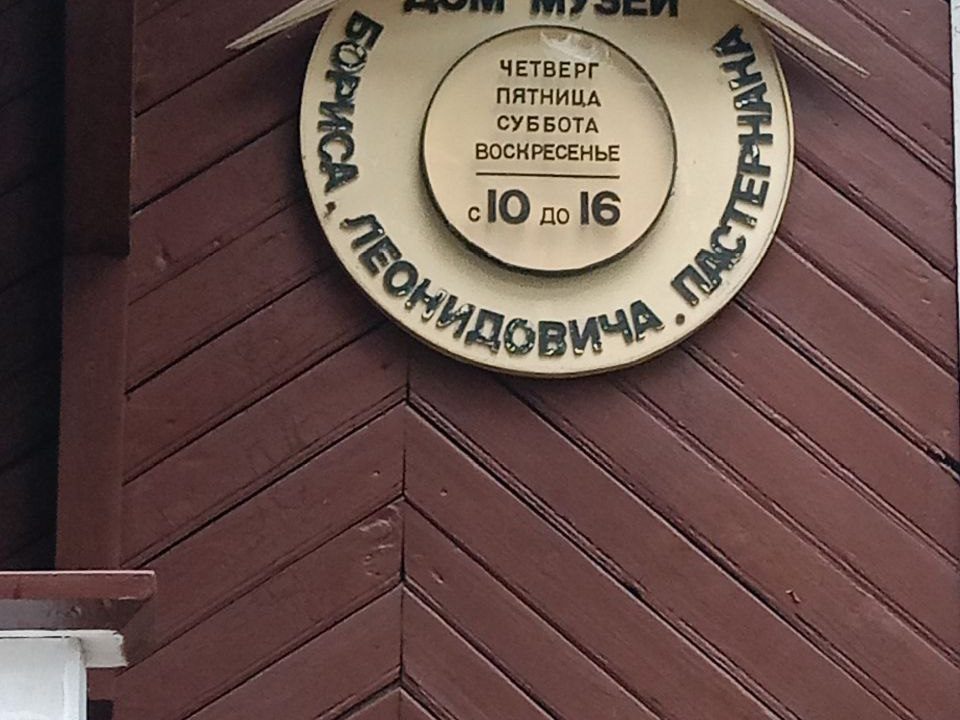 ДОМ МУЗЕЙ
БОРИСА. ЛЕОНИДОВИЧА. ПАСТЕРНАКА
ЧЕТВЕРГ
ПЯТНИЦА
СУББОТА
ВОСКРЕСЕНЬЕ
с 10 до 16